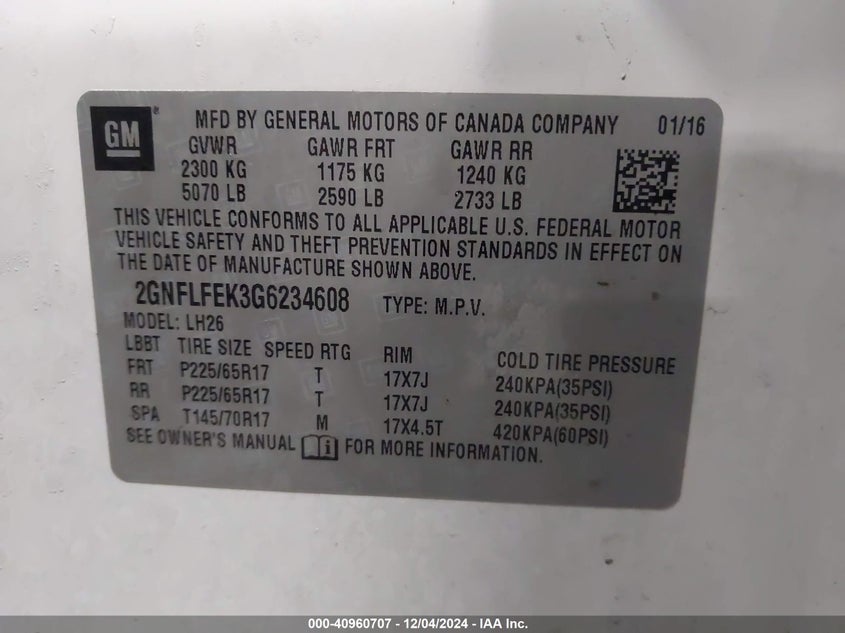 GM ® MFD BY GENERAL MOTORS OF CANADA COMPANY 01/16
GVWR GAWR FRT GAWR RR
2300 KG 1175 KG 1240 KG
5070 LB 2590 LB 2733 LB
THIS VEHICLE CONFORMS TO ALL APPLICABLE U.S. FEDERAL MOTOR
VEHICLE SAFETY AND THEFT PREVENTION STANDARDS IN EFFECT ON
THE DATE OF MANUFACTURE SHOWN ABOVE.
2GNFLFEK3G6234608 TYPE: M.P.V.
MODEL: LH26
LBBT TIRE SIZE SPEED RTG RIM COLD TIRE PRESSURE
FRT P225/65R17 T 17X7J 240KPA(35PSI)
RR P225/65R17 T 17X7J 240KPA(35PSI)
SPA T145/70R17 M 17X4.5T 420KPA(60PSI)
SEE OWNER'S MANUAL i FOR MORE INFORMATION.
000-40960707 - 12/04/2024 - IAA Inc.